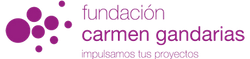 fundación
carmen gandarias
impulsamos tus proyectos